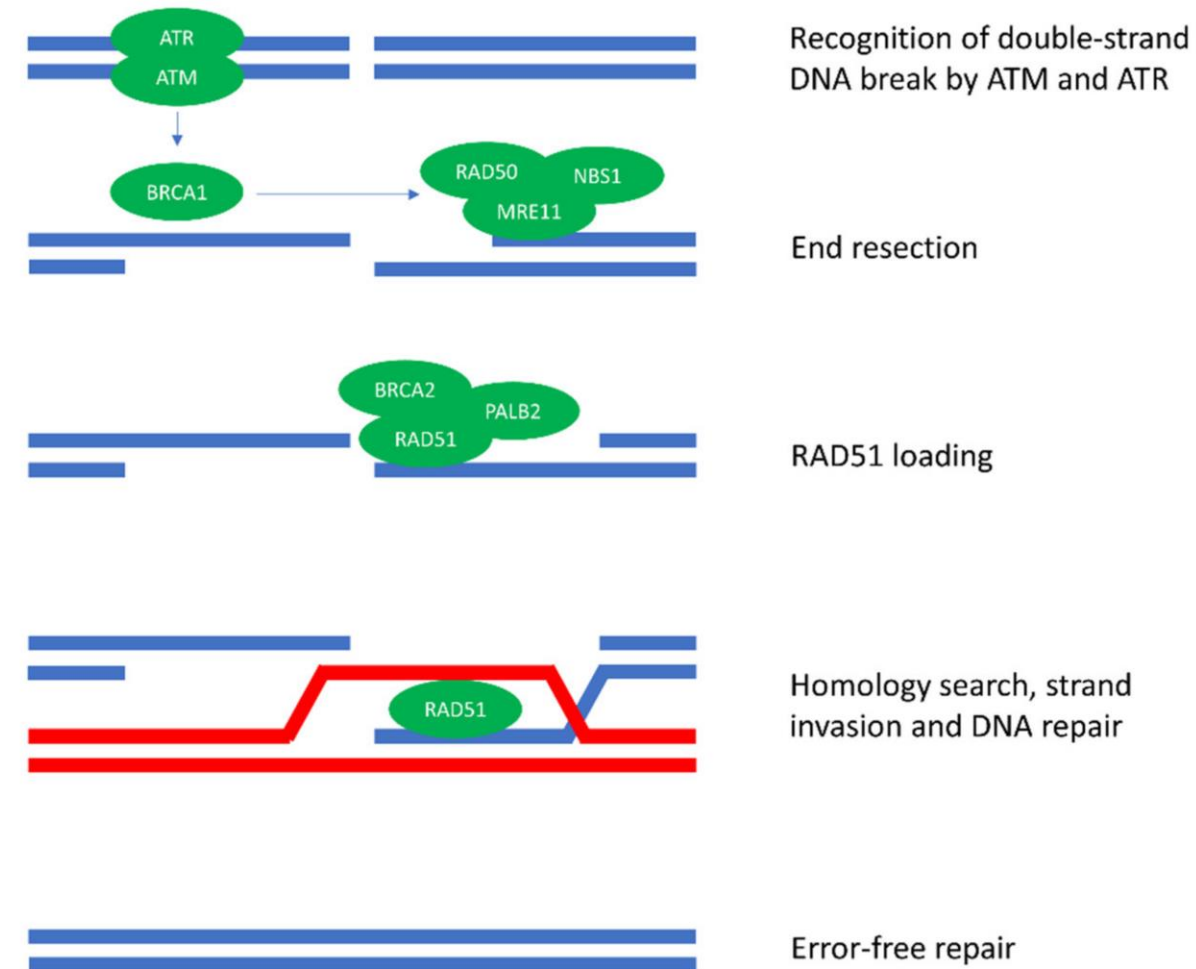 ATR
ATM
Recognition of double-strand
DNA break by ATM and ATR
BRCA1
RAD50
NBS1
MRE11
End resection
BRCA2
PALB2
RAD51
RAD51 loading
RAD51
Homology search, strand
invasion and DNA repair
Error-free repair